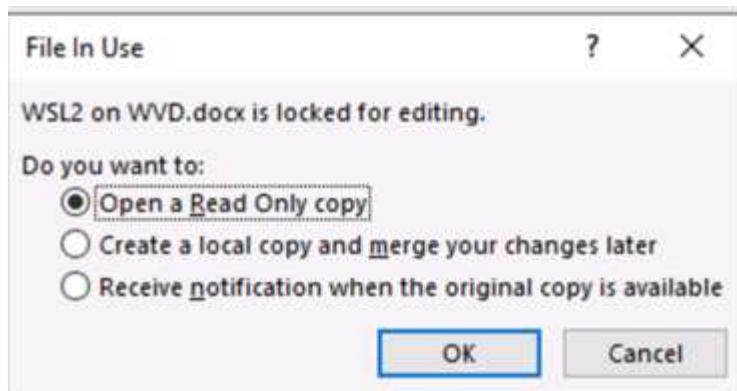 File In Use
WSL2 on WVD.docx is locked for editing.
Do you want to:
Open a Read Only copy
Create a local copy and merge your changes later
Receive notification when the original copy is available
OK Cancel